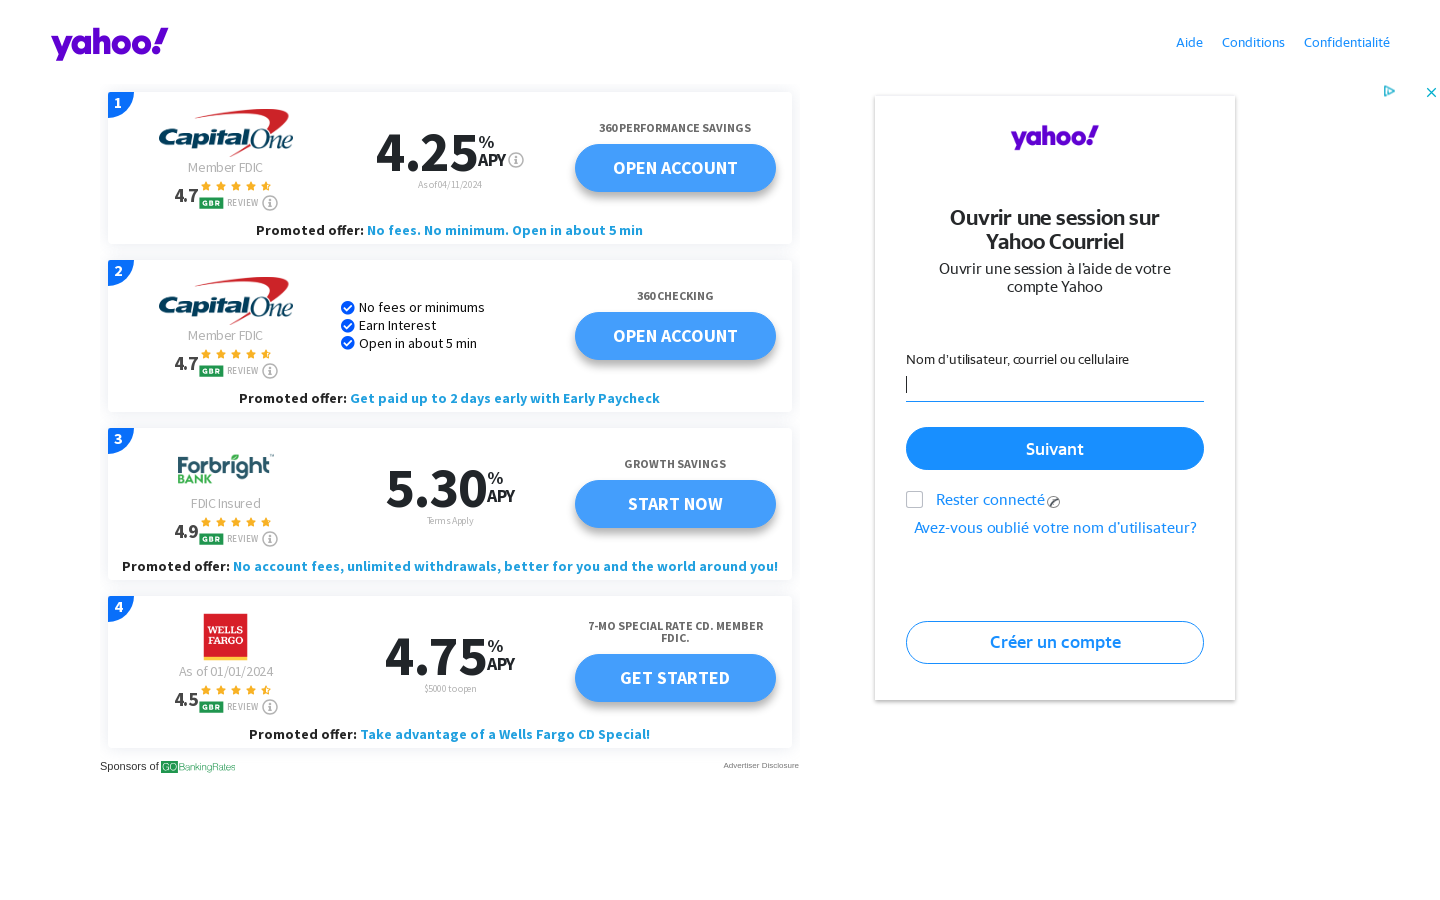 yahoo!
Aide Conditions Confidentialité
1
Capital One
Member FDIC
4.7
GBR REVIEW
4.25 % APY
As of 04/11/2024
360 PERFORMANCE SAVINGS
OPEN ACCOUNT
Promoted offer: No fees. No minimum. Open in about 5 min
2
Capital One
Member FDIC
4.7
GBR REVIEW
No fees or minimums
Earn Interest
Open in about 5 min
360 CHECKING
OPEN ACCOUNT
Promoted offer: Get paid up to 2 days early with Early Paycheck
3
Forbright™
BANK
FDIC Insured
4.9
GBR REVIEW
5.30 % APY
Terms Apply
GROWTH SAVINGS
START NOW
Promoted offer: No account fees, unlimited withdrawals, better for you and the world around you!
4
WELLS
FARGO
As of 01/01/2024
4.5
GBR REVIEW
4.75 % APY
$5000 to open
7-MO SPECIAL RATE CD. MEMBER
FDIC.
GET STARTED
Promoted offer: Take advantage of a Wells Fargo CD Special!
Sponsors of GOBankingRates
Advertiser Disclosure
yahoo!
Ouvrir une session sur
Yahoo Courriel
Ouvrir une session à l'aide de votre
compte Yahoo
Nom d'utilisateur, courriel ou cellulaire
Suivant
Rester connecté
Avez-vous oublié votre nom d'utilisateur?
Créer un compte